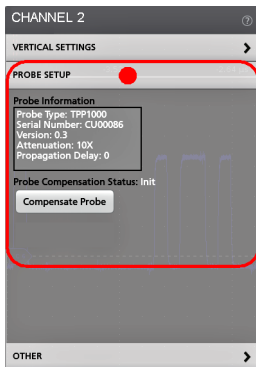 CHANNEL 2
?
VERTICAL SETTINGS
PROBE SETUP
Probe Information
Probe Type: TPP1000
Serial Number: CU00086
Version: 0.3
Attenuation: 10X
Propagation Delay: 0
Probe Compensation Status: Init
Compensate Probe
OTHER